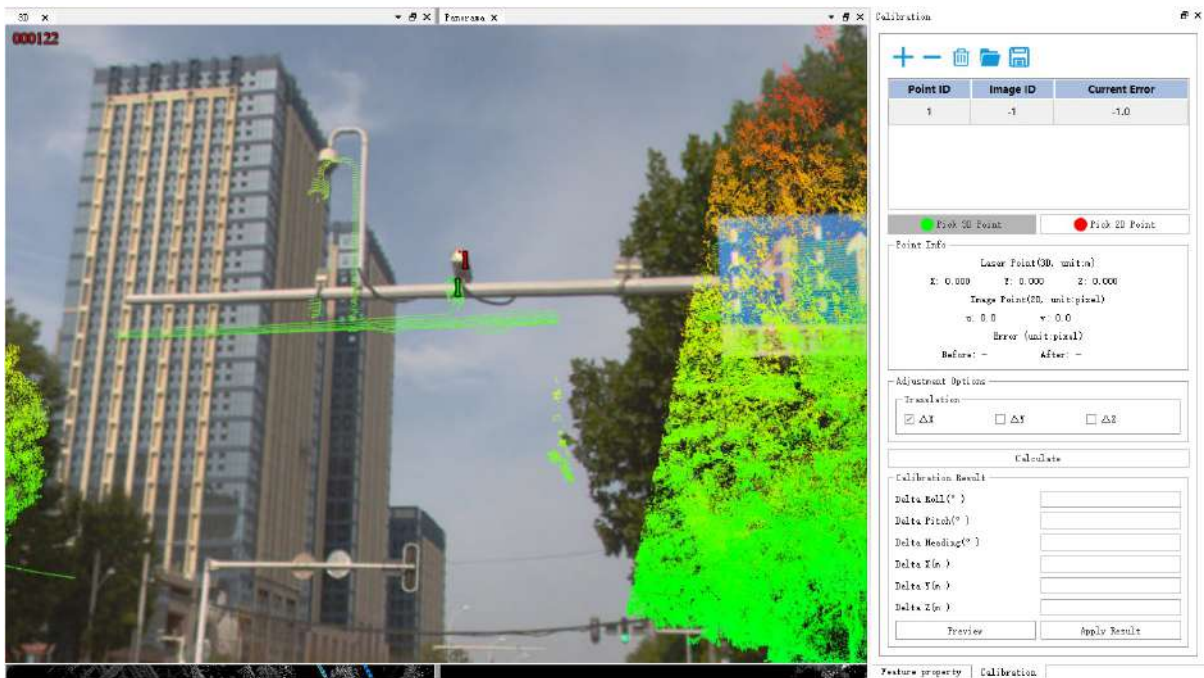 3D
Panorama
Calibration
000122
1
1
Point ID Image ID Current Error
1 -1 -1.0
Pick 3D Point Pick 2D Point
Point Info
Laser Point(3D, unit:m)
X: 0.000 Y: 0.000 Z: 0.000
Image Point(2D, unit:pixel)
u: 0.0 v: 0.0
Error (unit:pixel)
Before: - After: -
Adjustment Options
Translation
△X △Y △Z
Calculate
Calibration Result
Delta Roll(° )
Delta Pitch(° )
Delta Heading(° )
Delta X(m )
Delta Y(m )
Delta Z(m )
Preview Apply Result
Feature property Calibration